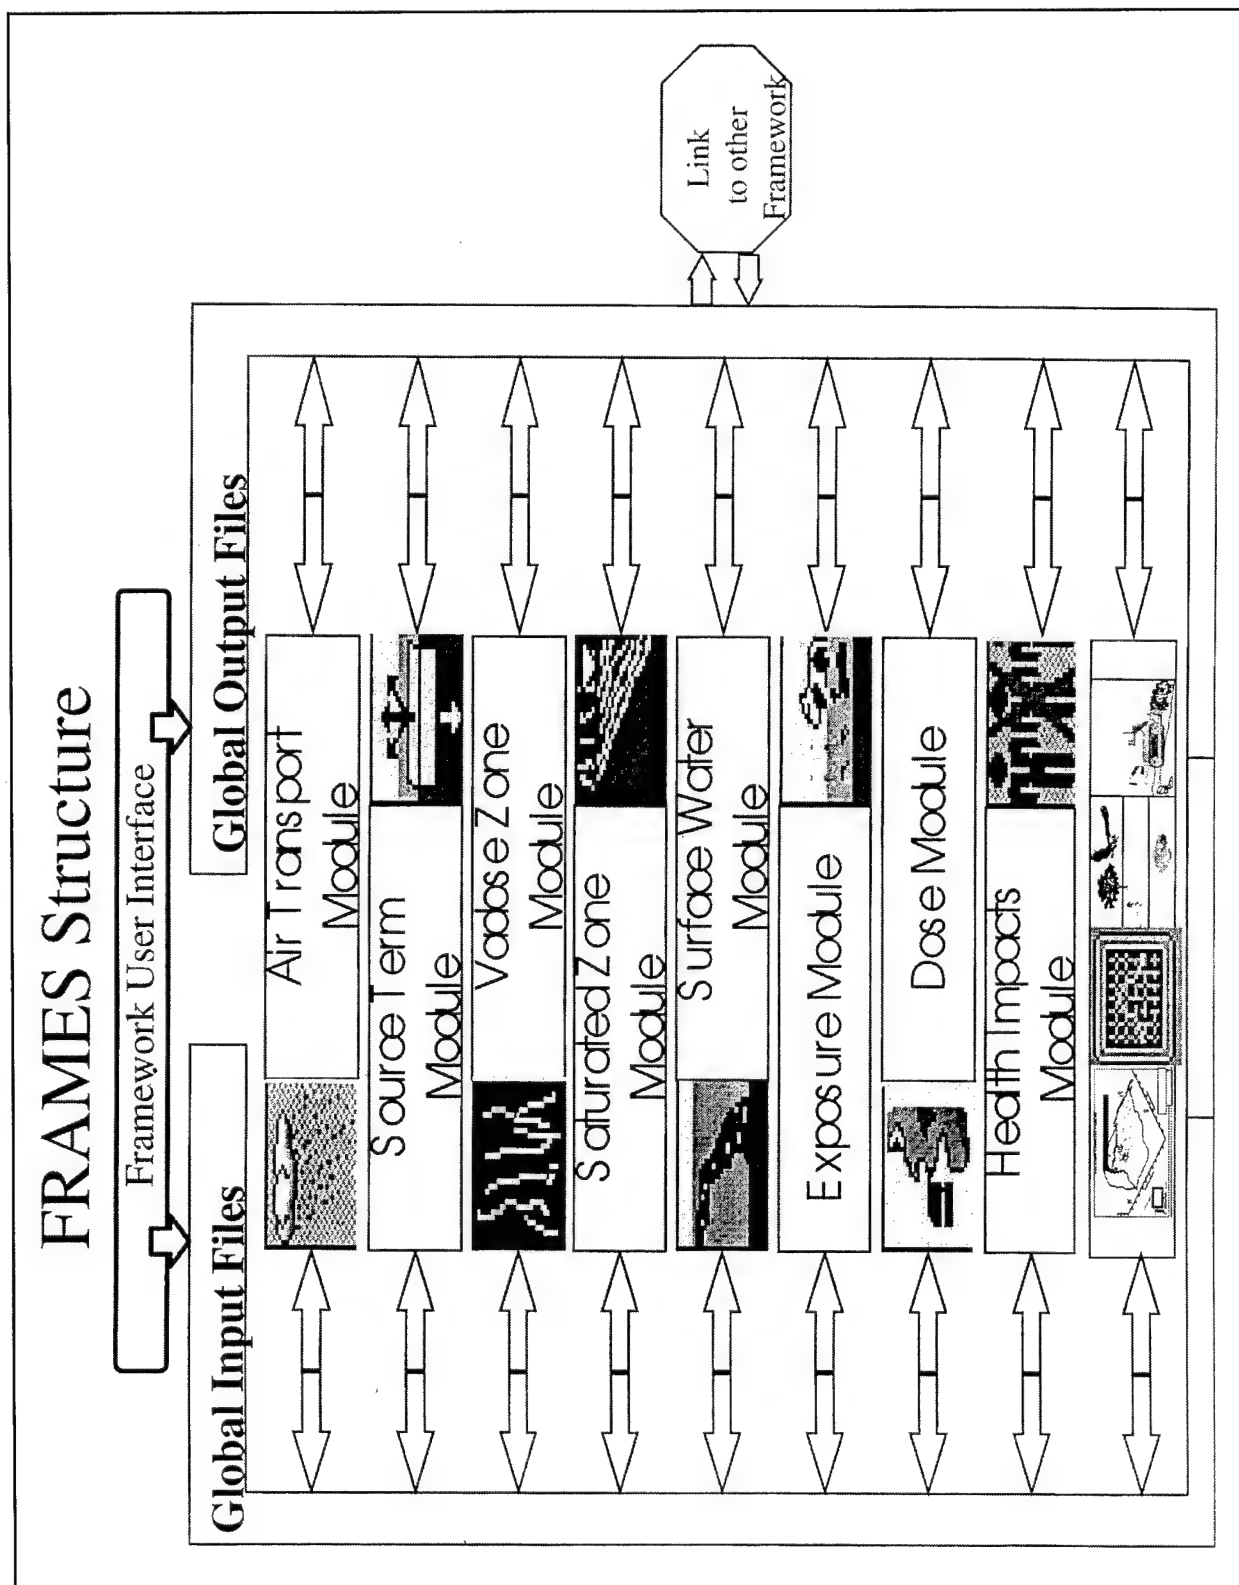 FRAMES Structure
Framework User Interface
Global Input Files
Global Output Files
Air Transport
Module
Source Term
Module
Vadose Zone
Module
Saturated Zone
Module
Surface Water
Module
Exposure Module
Dose Module
Health Impacts
Module
Link
to other
Framework